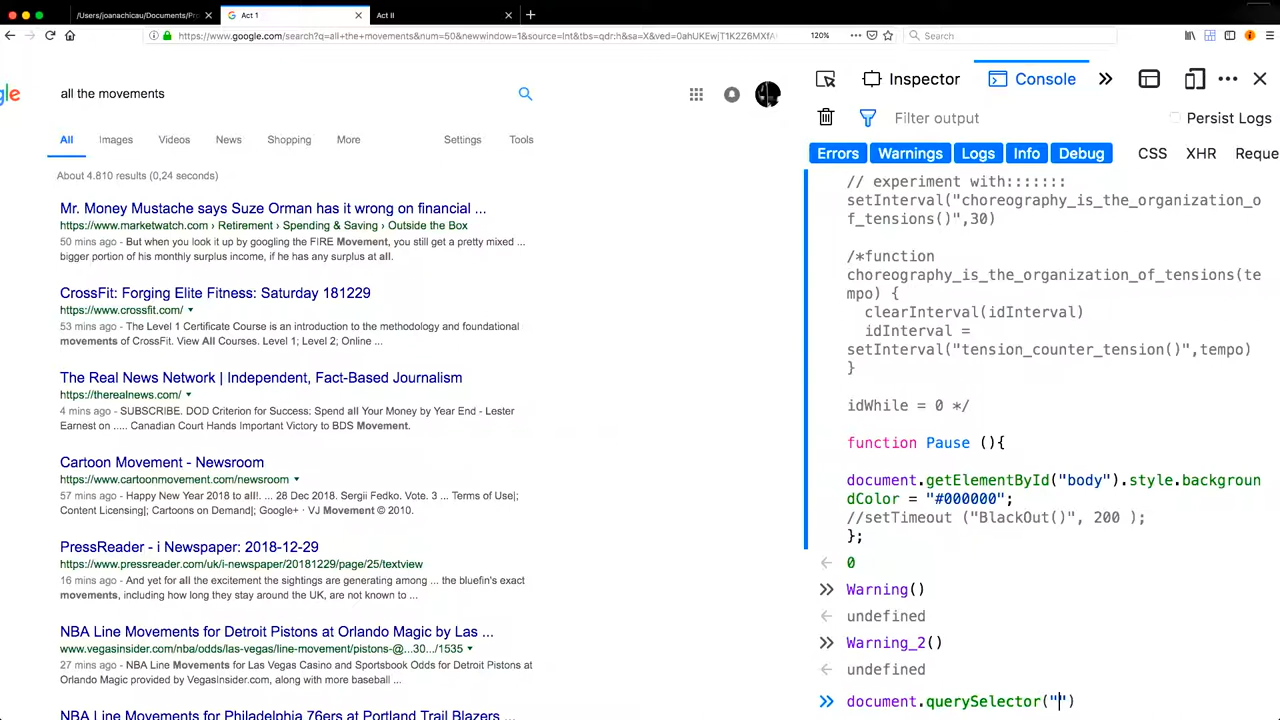 /Users/joanachicau/Documents/Pro
Act 1
Act II
https://www.google.com/search?q=all+the+movements&num=50&newwindow=1&source=lnt&tbs=qdr:h&sa=X&ved=0ahUKEwjT1K2Z6MXfAh
120%
Search
gle
all the movements
All Images Videos News Shopping More Settings Tools
About 4.810 results (0,24 seconds)
Mr. Money Mustache says Suze Orman has it wrong on financial ...
https://www.marketwatch.com › Retirement › Spending & Saving › Outside the Box
50 mins ago - But when you look it up by googling the FIRE Movement, you still get a pretty mixed ...
bigger portion of his monthly surplus income, if he has any surplus at all.
CrossFit: Forging Elite Fitness: Saturday 181229
https://www.crossfit.com/
53 mins ago - The Level 1 Certificate Course is an introduction to the methodology and foundational
movements of CrossFit. View All Courses. Level 1; Level 2; Online ...
The Real News Network | Independent, Fact-Based Journalism
https://therealnews.com/
4 mins ago - SUBSCRIBE. DOD Criterion for Success: Spend all Your Money by Year End - Lester
Earnest on ..... Canadian Court Hands Important Victory to BDS Movement.
Cartoon Movement - Newsroom
https://www.cartoonmovement.com/newsroom
57 mins ago - Happy New Year 2018 to all!. ... 28 Dec 2018. Sergii Fedko. Vote. 3 ... Terms of Use|;
Content Licensing|; Cartoons on Demand|; Google+ · VJ Movement © 2010.
PressReader - i Newspaper: 2018-12-29
https://www.pressreader.com/uk/i-newspaper/20181229/page/25/textview
16 mins ago - And yet for all the excitement the sightings are generating among ... the bluefin's exact
movements, including how long they stay around the UK, are not known to ...
NBA Line Movements for Detroit Pistons at Orlando Magic by Las ...
www.vegasinsider.com/nba/odds/las-vegas/line-movement/pistons-@...30.../1535
27 mins ago - NBA Line Movements for Las Vegas Casino and Sportsbook Odds for Detroit Pistons at
Orlando Magic provided by VegasInsider.com, along with more baseball ...
NBA Line Movements for Philadelphia 76ers at Portland Trail Blazers ...
Inspector Console
Filter output
Persist Logs
Errors Warnings Logs Info Debug CSS XHR Reque
// experiment with:::::::
setInterval("choreography_is_the_organization_o
f_tensions()",30)
/*function
choreography_is_the_organization_of_tensions(te
mpo) {
clearInterval(idInterval)
idInterval =
setInterval("tension_counter_tension()",tempo)
}
idWhile = 0 */
function Pause (){
document.getElementById("body").style.backgroun
dColor = "#000000";
//setTimeout ("BlackOut()", 200 );
};
0
Warning()
undefined
Warning_2()
undefined
document.querySelector("")